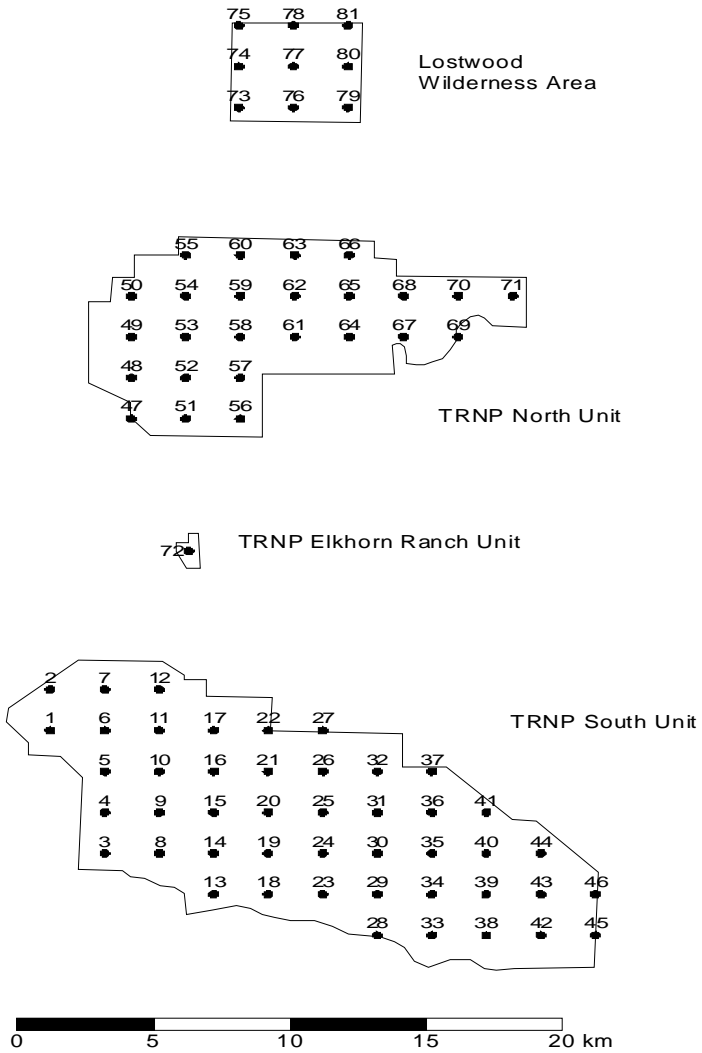 75 78 81
74 77 80
Lostwood
Wilderness Area
73 76 79
55 60 63 66
50 54 59 62 65 68 70 71
49 53 58 61 64 67 69
48 52 57
47 51 56
TRNP North Unit
72
TRNP Elkhorn Ranch Unit
2 7 12
1 6 11 17 22 27
TRNP South Unit
5 10 16 21 26 32 37
4 9 15 20 25 31 36 41
3 8 14 19 24 30 35 40 44
13 18 23 29 34 39 43 46
28 33 38 42 45
0 5 10 15 20 km